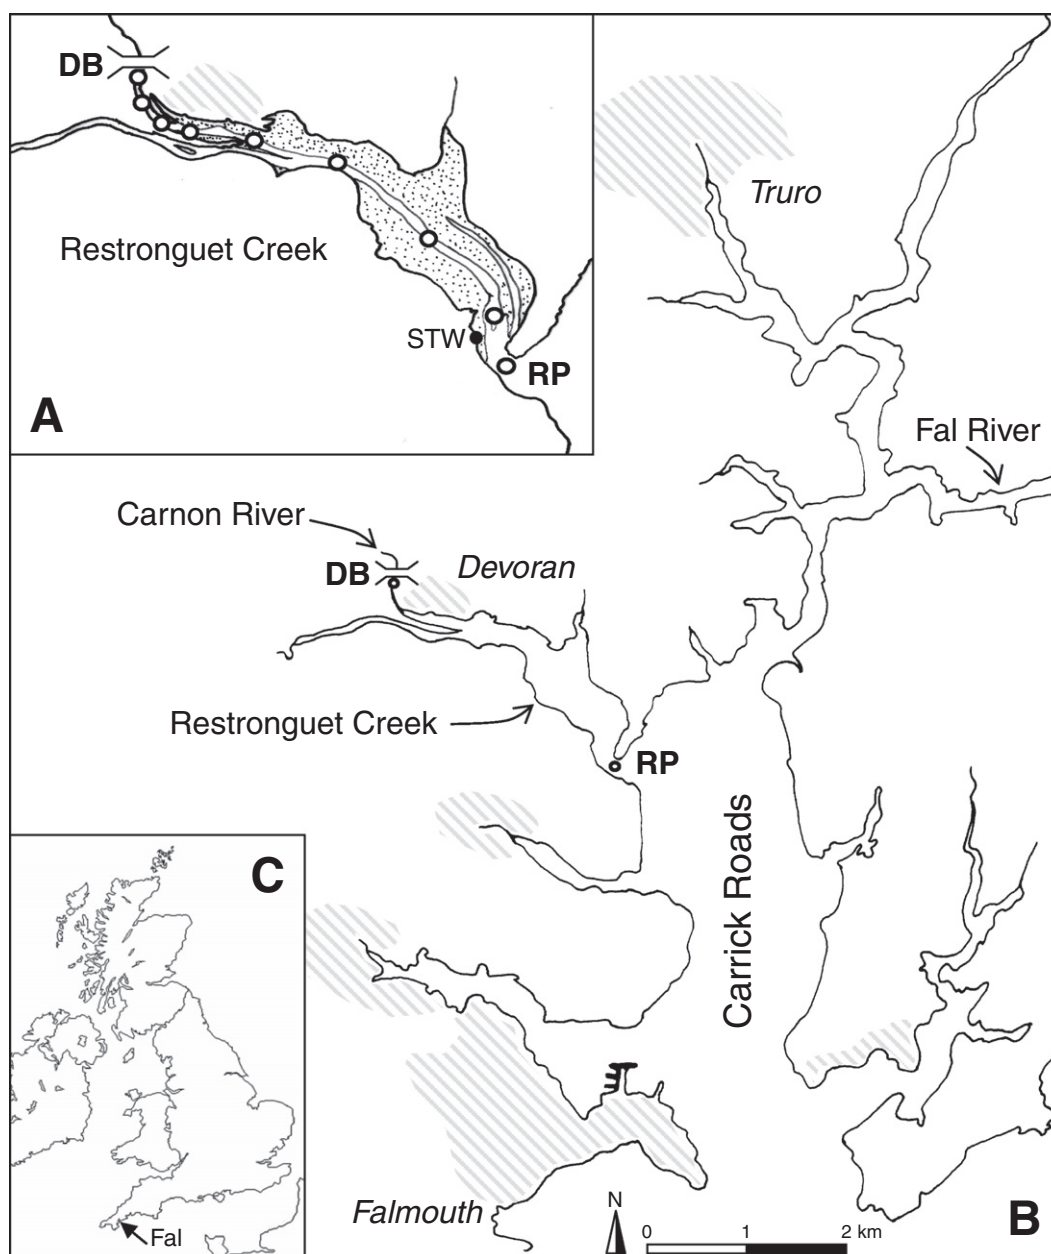 DB
Restronguet Creek
STW
RP
A
Truro
Fal River
Carnon River
DB
Devoran
Restronguet Creek
RP
Carrick Roads
C
Fal
Falmouth
N
0 1 2 km
B